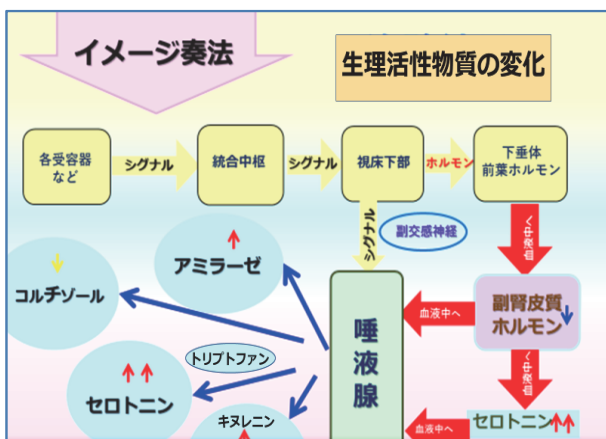 イメージ奏法
生理活性物質の変化
各受容器
など
シグナル
統合中枢
シグナル
視床下部
ホルモン
下垂体
前葉ホルモン
シグナル
副交感神経
血液中へ
アミラーゼ
コルチゾール
唾液腺
血液中へ
副腎皮質
ホルモン
トリプトファン
血液中へ
セロトニン
キヌレニン
血液中へ
セロトニン